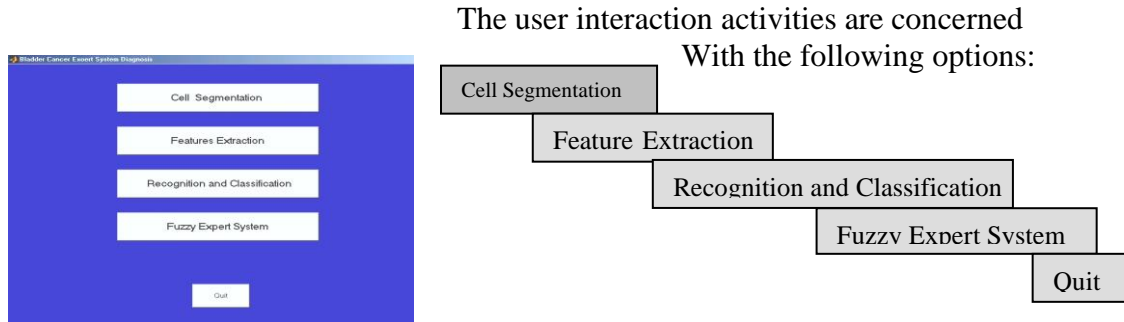 The user interaction activities are concerned
With the following options:
Bladder Cancer Expert System Diagnosis
Cell Segmentation
Features Extraction
Recognition and Classification
Fuzzy Expert System
Quit
Cell Segmentation
Feature Extraction
Recognition and Classification
Fuzzy Expert System
Quit